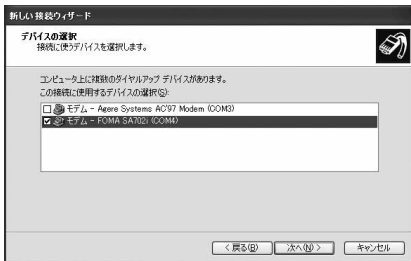 新しい接続ウィザード
デバイスの選択
接続に使うデバイスを選択します。
コンピュータ上に複数のダイヤルアップ デバイスがあります。
この接続に使用するデバイスの選択(S):
モデム - Agere Systems AC'97 Modem (COM3)
モデム - FOMA SA702i (COM4)
< 戻る(B) 次へ(N) > キャンセル